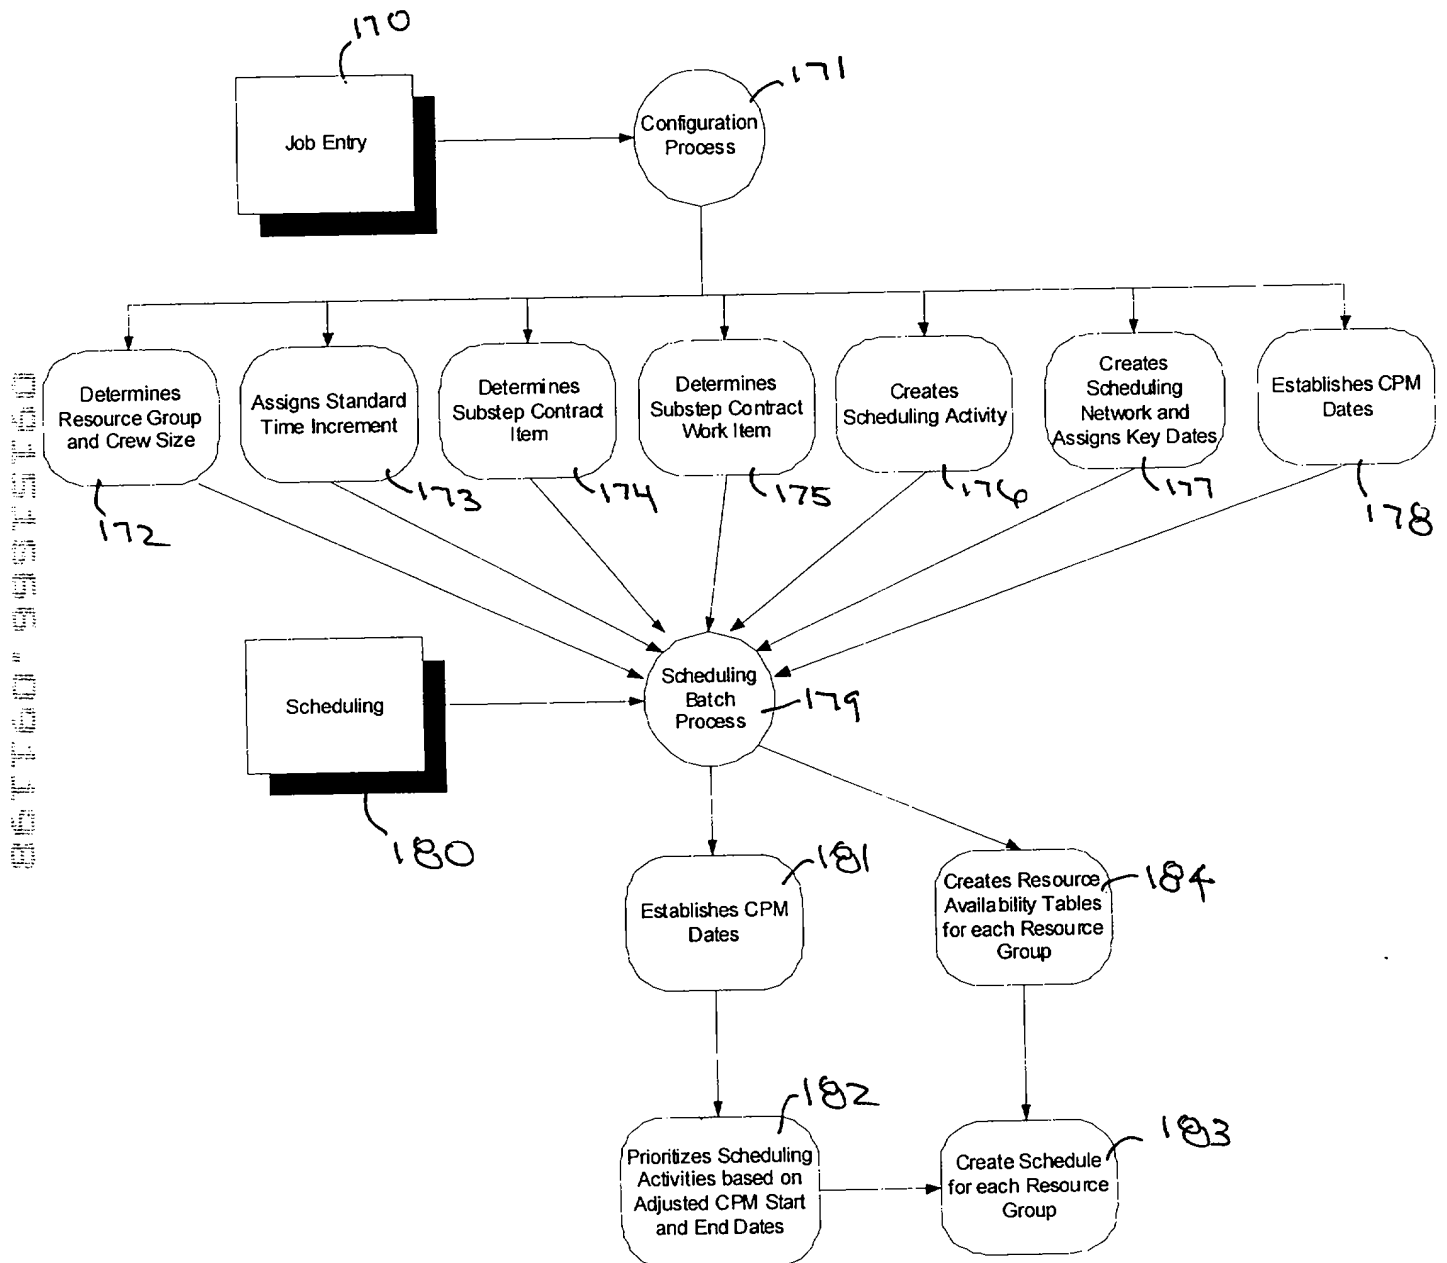 170
171
Job Entry
Configuration
Process
Determines
Resource Group
and Crew Size
Assigns Standard
Time Increment
Determines
Substep Contract
Item
Determines
Substep Contract
Work Item
Creates
Scheduling Activity
Creates
Scheduling
Network and
Assigns Key Dates
Establishes CPM
Dates
172
173
174
175
176
177
178
Scheduling
Scheduling
Batch
Process
179
180
181
184
Establishes CPM
Dates
Creates Resource
Availability Tables
for each Resource
Group
182
183
Prioritizes Scheduling
Activities based on
Adjusted CPM Start
and End Dates
Create Schedule
for each Resource
Group